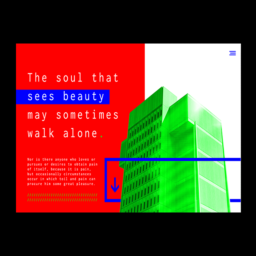 The soul that
sees beauty
may sometimes
walk alone.
Nor is there anyone who loves or
pursues or desires to obtain pain
of itself, because it is pain,
but occasionally circumstances
occur in which toil and pain can
procure him some great pleasure.